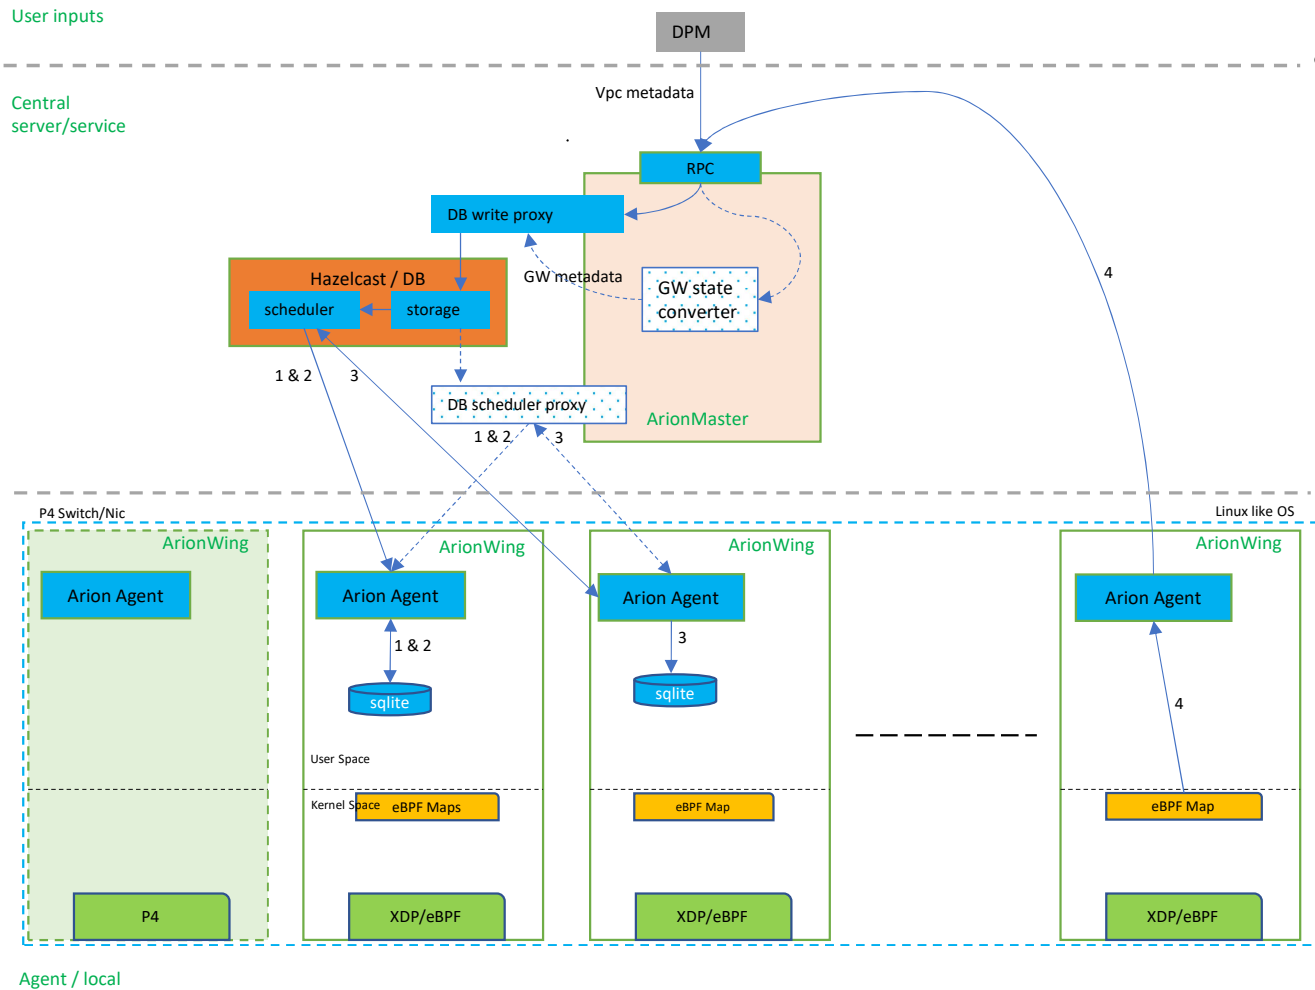 User inputs
DPM
Central
server/service
Vpc metadata
RPC
DB write proxy
GW metadata
Hazelcast / DB
scheduler
storage
GW state
converter
4
1 & 2
3
DB scheduler proxy
1 & 2
3
ArionMaster
P4 Switch/Nic
Linux like OS
ArionWing
ArionWing
ArionWing
ArionWing
Arion Agent
Arion Agent
Arion Agent
Arion Agent
1 & 2
3
sqlite
sqlite
4
User Space
Kernel Space
eBPF Maps
eBPF Map
eBPF Map
P4
XDP/eBPF
XDP/eBPF
XDP/eBPF
Agent / local